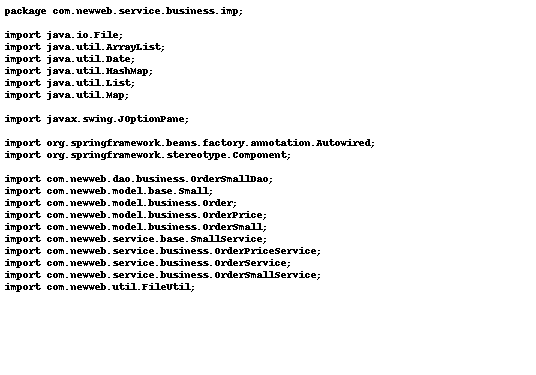 package com.newweb.service.business.imp;
import java.io.File;
import java.util.ArrayList;
import java.util.Date;
import java.util.HashMap;
import java.util.List;
import java.util.Map;
import javax.swing.JOptionPane;
import org.springframework.beans.factory.annotation.Autowired;
import org.springframework.stereotype.Component;
import com.newweb.dao.business.OrderSmallDao;
import com.newweb.model.base.Small;
import com.newweb.model.business.Order;
import com.newweb.model.business.OrderPrice;
import com.newweb.model.business.OrderSmall;
import com.newweb.service.base.SmallService;
import com.newweb.service.business.OrderPriceService;
import com.newweb.service.business.OrderService;
import com.newweb.service.business.OrderSmallService;
import com.newweb.util.FileUtil;